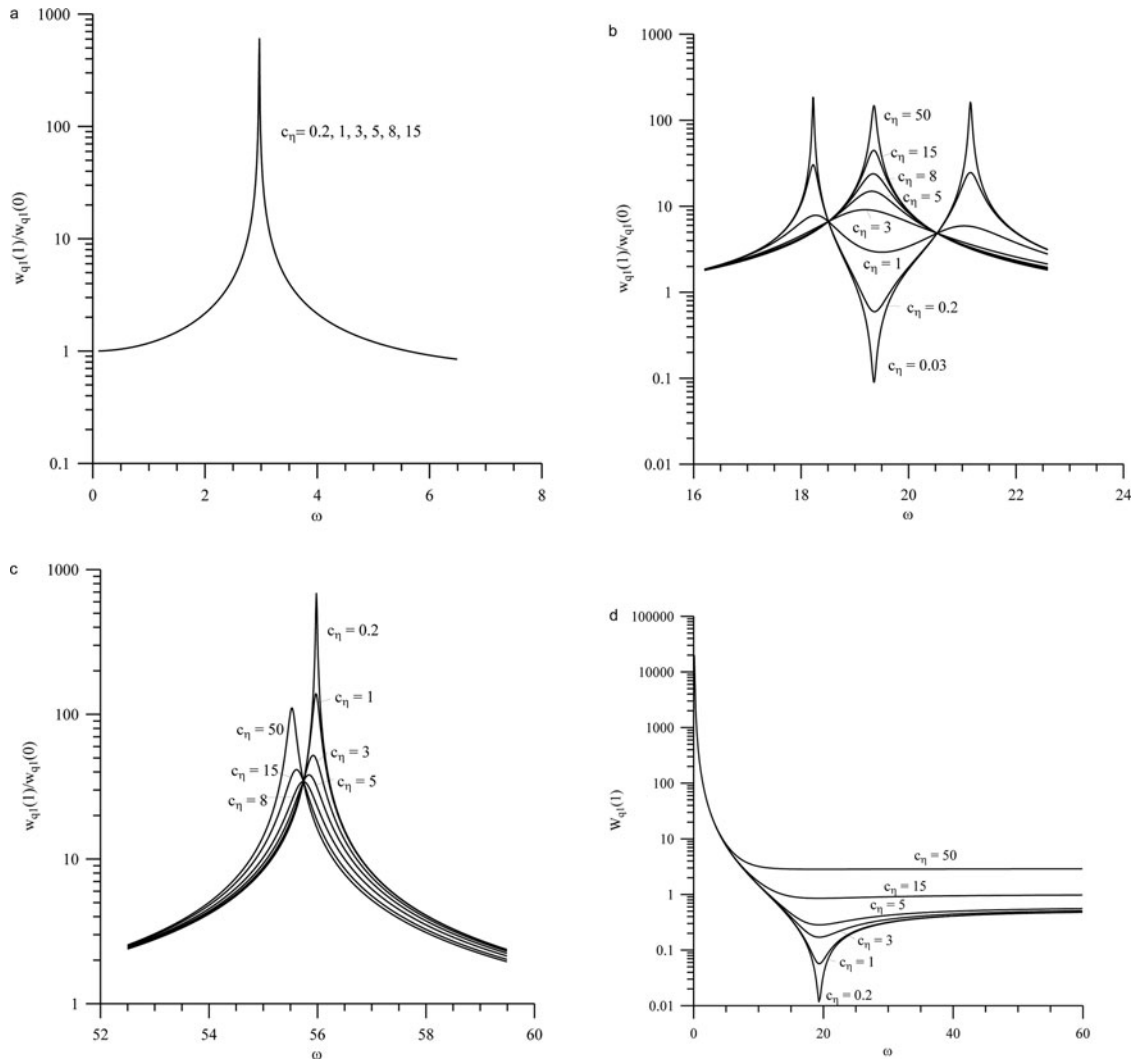 a
1000
100
10
1
0.1
w_q1(1)/w_q1(0)
c_η= 0.2, 1, 3, 5, 8, 15
0 2 4 6 8
ω
b
1000
100
10
1
0.1
0.01
w_q1(1)/w_q1(0)
c_η = 50
c_η = 15
c_η = 8
c_η = 5
c_η = 3
c_η = 1
c_η = 0.2
c_η = 0.03
16 18 20 22 24
ω
c
1000
100
10
1
w_q1(1)/w_q1(0)
c_η = 0.2
c_η = 1
c_η = 50
c_η = 3
c_η = 15
c_η = 5
c_η = 8
52 54 56 58 60
ω
d
100000
10000
1000
100
10
1
0.1
0.01
W_q1(1)
c_η = 50
c_η = 15
c_η = 5
c_η = 3
c_η = 1
c_η = 0.2
0 20 40 60
ω